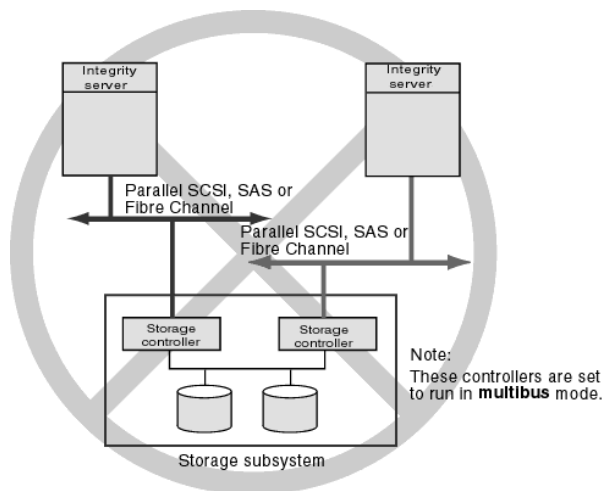 Integrity
server
Integrity
server
Parallel SCSI, SAS or
Fibre Channel
Parallel SCSI, SAS or
Fibre Channel
Storage
controller
Storage
controller
Note:
These controllers are set
to run in multibus mode.
Storage subsystem